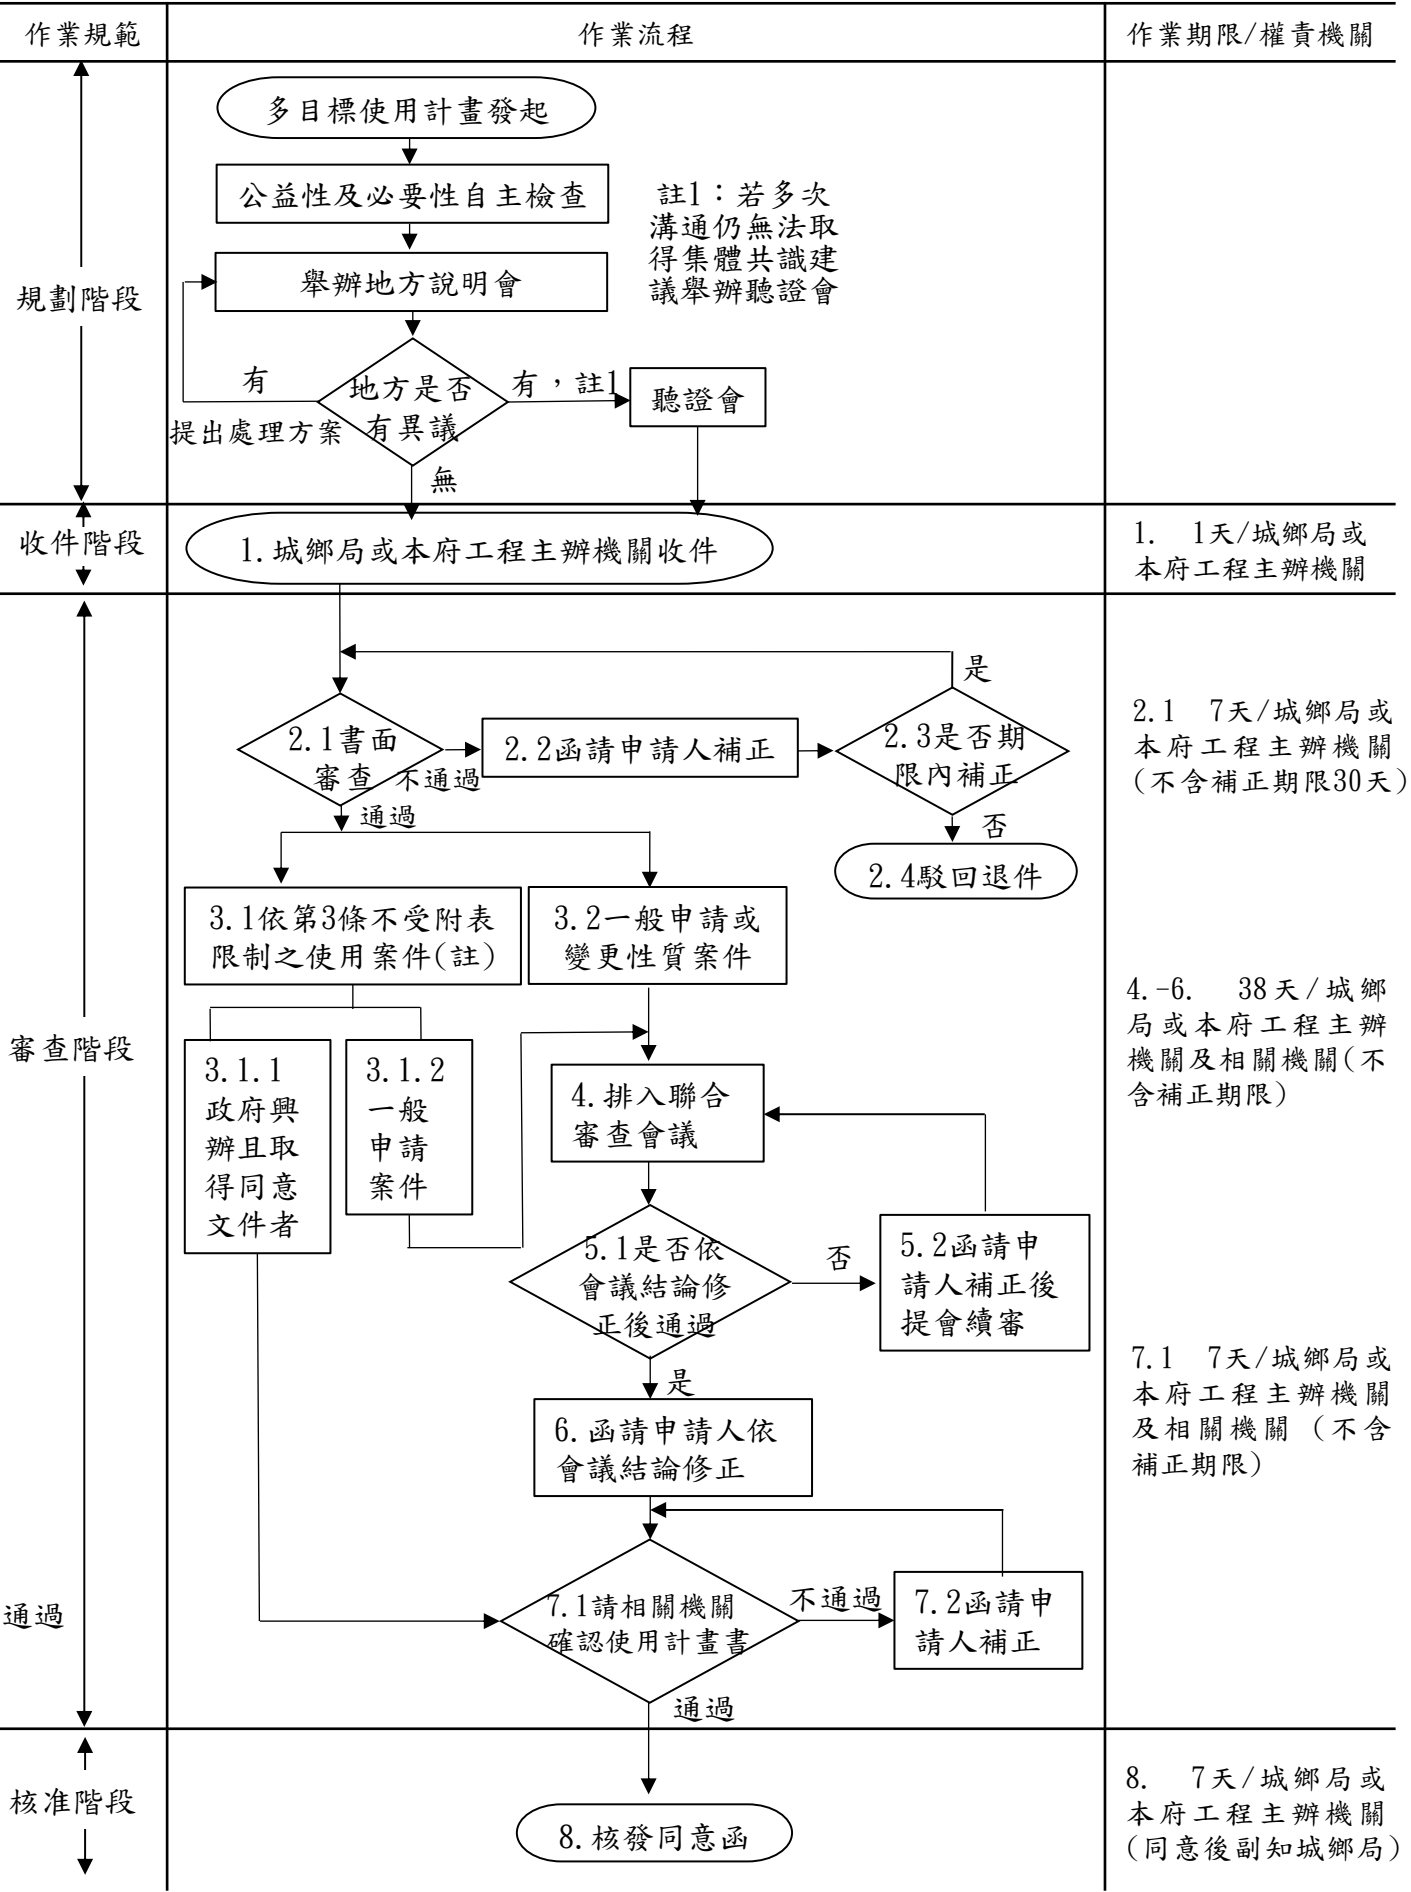 作業規範
作業流程
作業期限/權責機關
規劃階段
多目標使用計畫發起
公益性及必要性自主檢查
註1：若多次
溝通仍無法取
得集體共識建
議舉辦聽證會
舉辦地方說明會
地方是否
有異議
有
提出處理方案
有，註1
聽證會
無
收件階段
1.城鄉局或本府工程主辦機關收件
1. 1天/城鄉局或
本府工程主辦機關
審查階段
是
2.1書面
審查
不通過
2.2函請申請人補正
2.3是否期
限內補正
2.1 7天/城鄉局或
本府工程主辦機關
(不含補正期限30天)
通過
否
2.4駁回退件
3.1依第3條不受附表
限制之使用案件(註)
3.2一般申請或
變更性質案件
3.1.1
政府興
辦且取
得同意
文件者
3.1.2
一般
申請
案件
4.排入聯合
審查會議
4.-6. 38天/城鄉
局或本府工程主辦
機關及相關機關(不
含補正期限)
5.1是否依
會議結論修
正後通過
否
5.2函請申
請人補正後
提會續審
是
6.函請申請人依
會議結論修正
7.1 7天/城鄉局或
本府工程主辦機關
及相關機關 (不含
補正期限)
通過
7.1請相關機關
確認使用計畫書
不通過
7.2函請申
請人補正
通過
核准階段
8.核發同意函
8. 7天/城鄉局或
本府工程主辦機關
(同意後副知城鄉局)